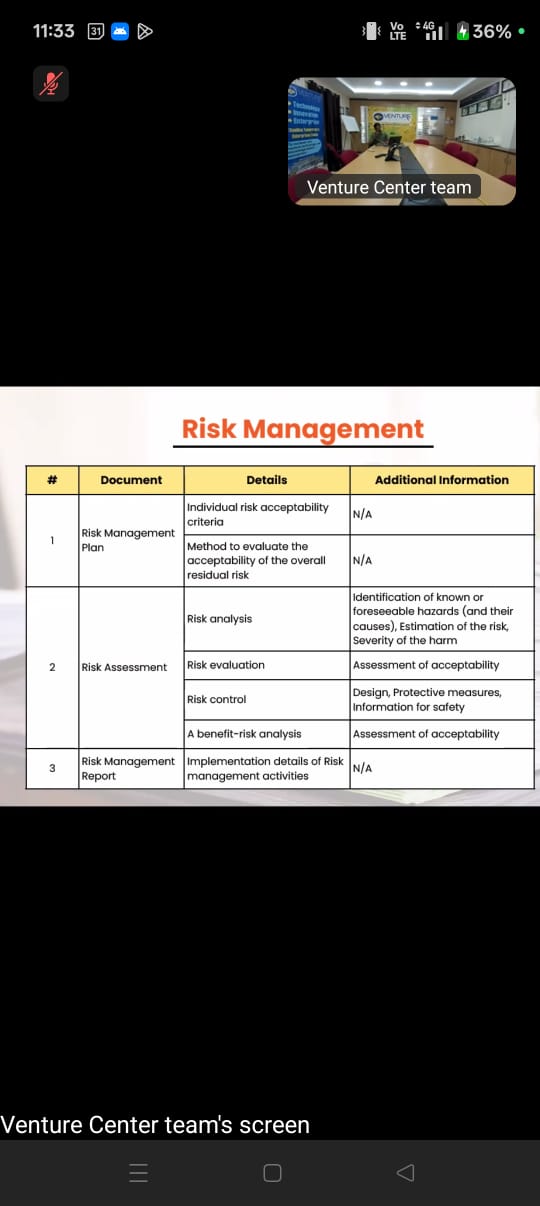 11:33 31 Vo LTE 4G 36%
VENTURE
Technology
Innovation
Enterprise
VENTURE
Venture Center team
Risk Management
# Document Details Additional Information
1 Risk Management Plan
Individual risk acceptability
criteria
N/A
Method to evaluate the
acceptability of the overall
residual risk
N/A
2 Risk Assessment
Risk analysis
Identification of known or
foreseeable hazards (and their
causes), Estimation of the risk,
Severity of the harm
Risk evaluation
Assessment of acceptability
Risk control
Design, Protective measures,
Information for safety
A benefit-risk analysis
Assessment of acceptability
3 Risk Management
Report
Implementation details of Risk
management activities
N/A
Venture Center team's screen